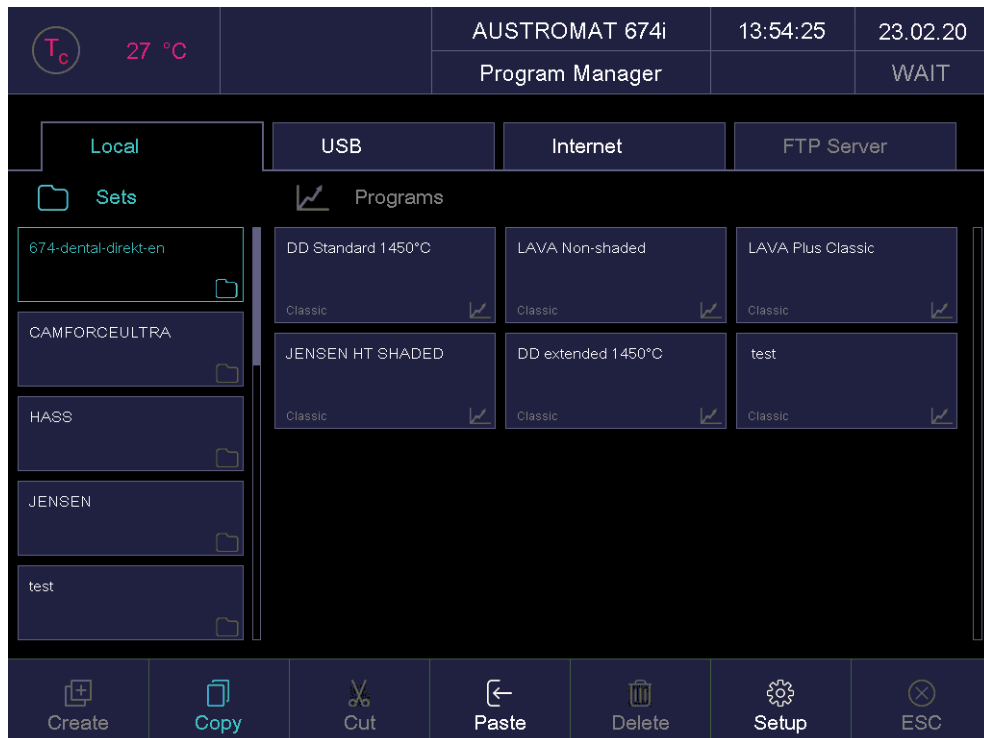 Tc 27 °C
AUSTROMAT 674i 13:54:25 23.02.20
Program Manager WAIT
Local USB Internet FTP Server
Sets Programs
674-dental-direkt-en
CAMFORCEULTRA
HASS
JENSEN
test
DD Standard 1450°C
Classic
LAVA Non-shaded
Classic
LAVA Plus Classic
Classic
JENSEN HT SHADED
Classic
DD extended 1450°C
Classic
test
Classic
Create Copy Cut Paste Delete Setup ESC